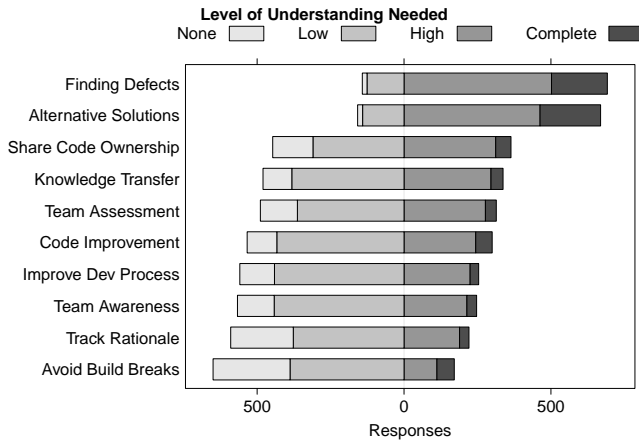 Level of Understanding Needed
None Low High Complete
Finding Defects
Alternative Solutions
Share Code Ownership
Knowledge Transfer
Team Assessment
Code Improvement
Improve Dev Process
Team Awareness
Track Rationale
Avoid Build Breaks
500 0 500
Responses